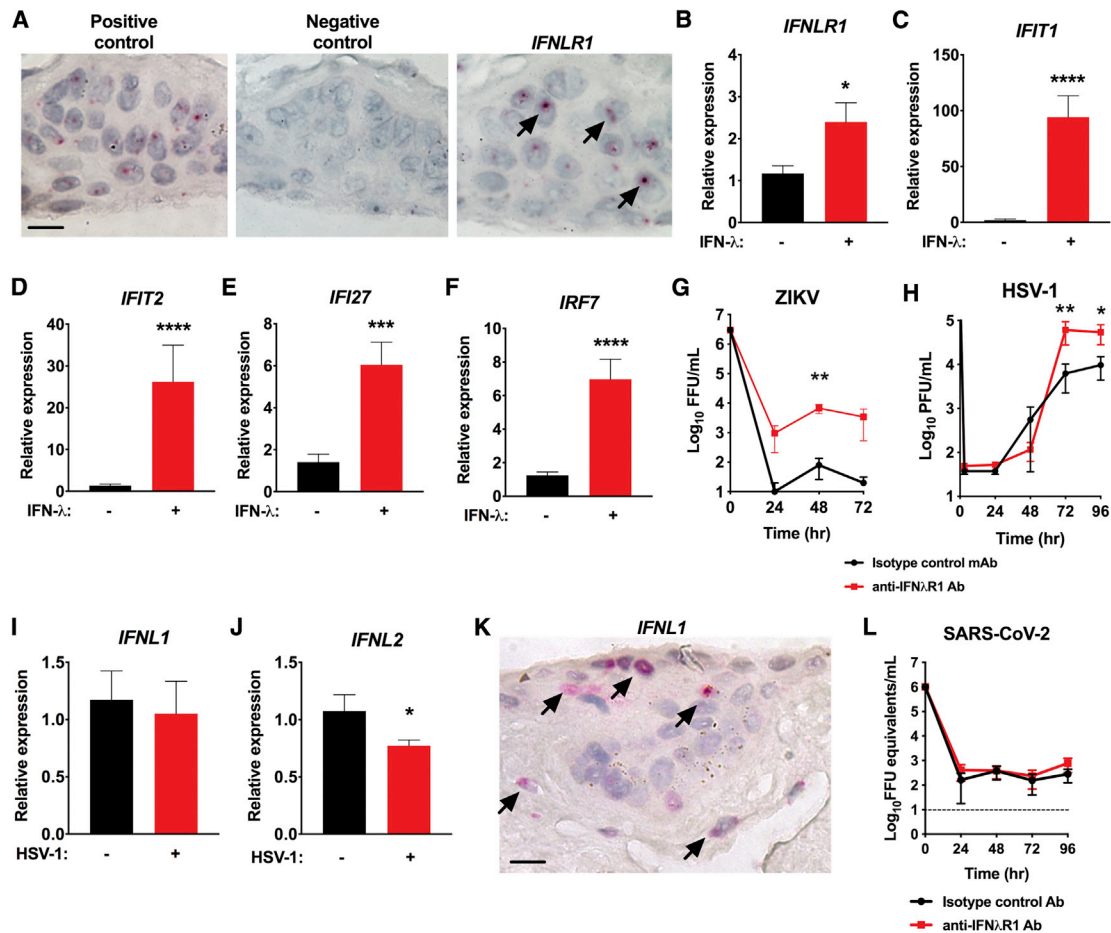 A
Positive
control
Negative
control
IFNLR1
B
IFNLR1
Relative expression
4
3
2
1
0
*
IFN-λ:
-
+
C
IFIT1
Relative expression
150
100
50
0
****
IFN-λ:
-
+
D
IFIT2
Relative expression
40
30
20
10
0
****
IFN-λ:
-
+
E
IFI27
Relative expression
8
6
4
2
0
***
IFN-λ:
-
+
F
IRF7
Relative expression
10
8
6
4
2
0
****
IFN-λ:
-
+
G
ZIKV
Log10 FFU/mL
7
6
5
4
3
2
1
**
0 24 48 72
Time (hr)
H
HSV-1
Log10 PFU/mL
5
4
3
2
1
** *
0 24 48 72 96
Time (hr)
Isotype control mAb
anti-IFNλR1 Ab
I
IFNL1
Relative expression
1.5
1.0
0.5
0.0
HSV-1:
-
+
J
IFNL2
Relative expression
1.5
1.0
0.5
0.0
*
HSV-1:
-
+
K
IFNL1
L
SARS-CoV-2
Log10FFU equivalents/mL
7
6
5
4
3
2
1
0
0 24 48 72 96
Time (hr)
Isotype control Ab
anti-IFNλR1 Ab